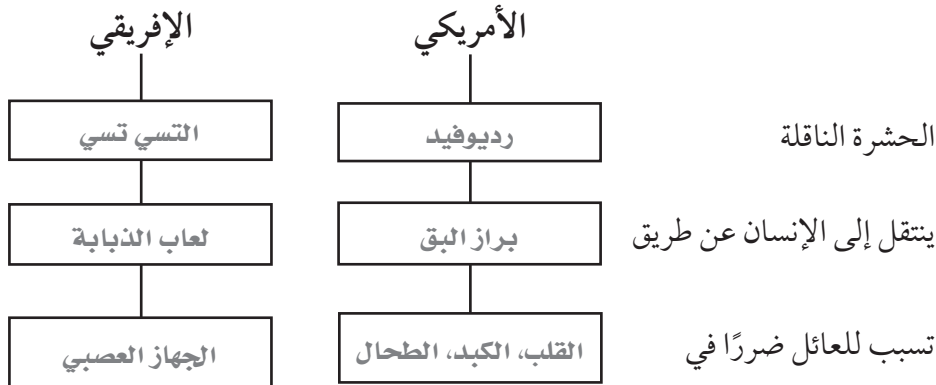 الأمريكي الإفريقي
الحشرة الناقلة رديوفيد التسي تسي
ينتقل إلى الإنسان عن طريق براز البق لعاب الذبابة
تسبب للعائل ضررًا في القلب، الكبد، الطحال الجهاز العصبي